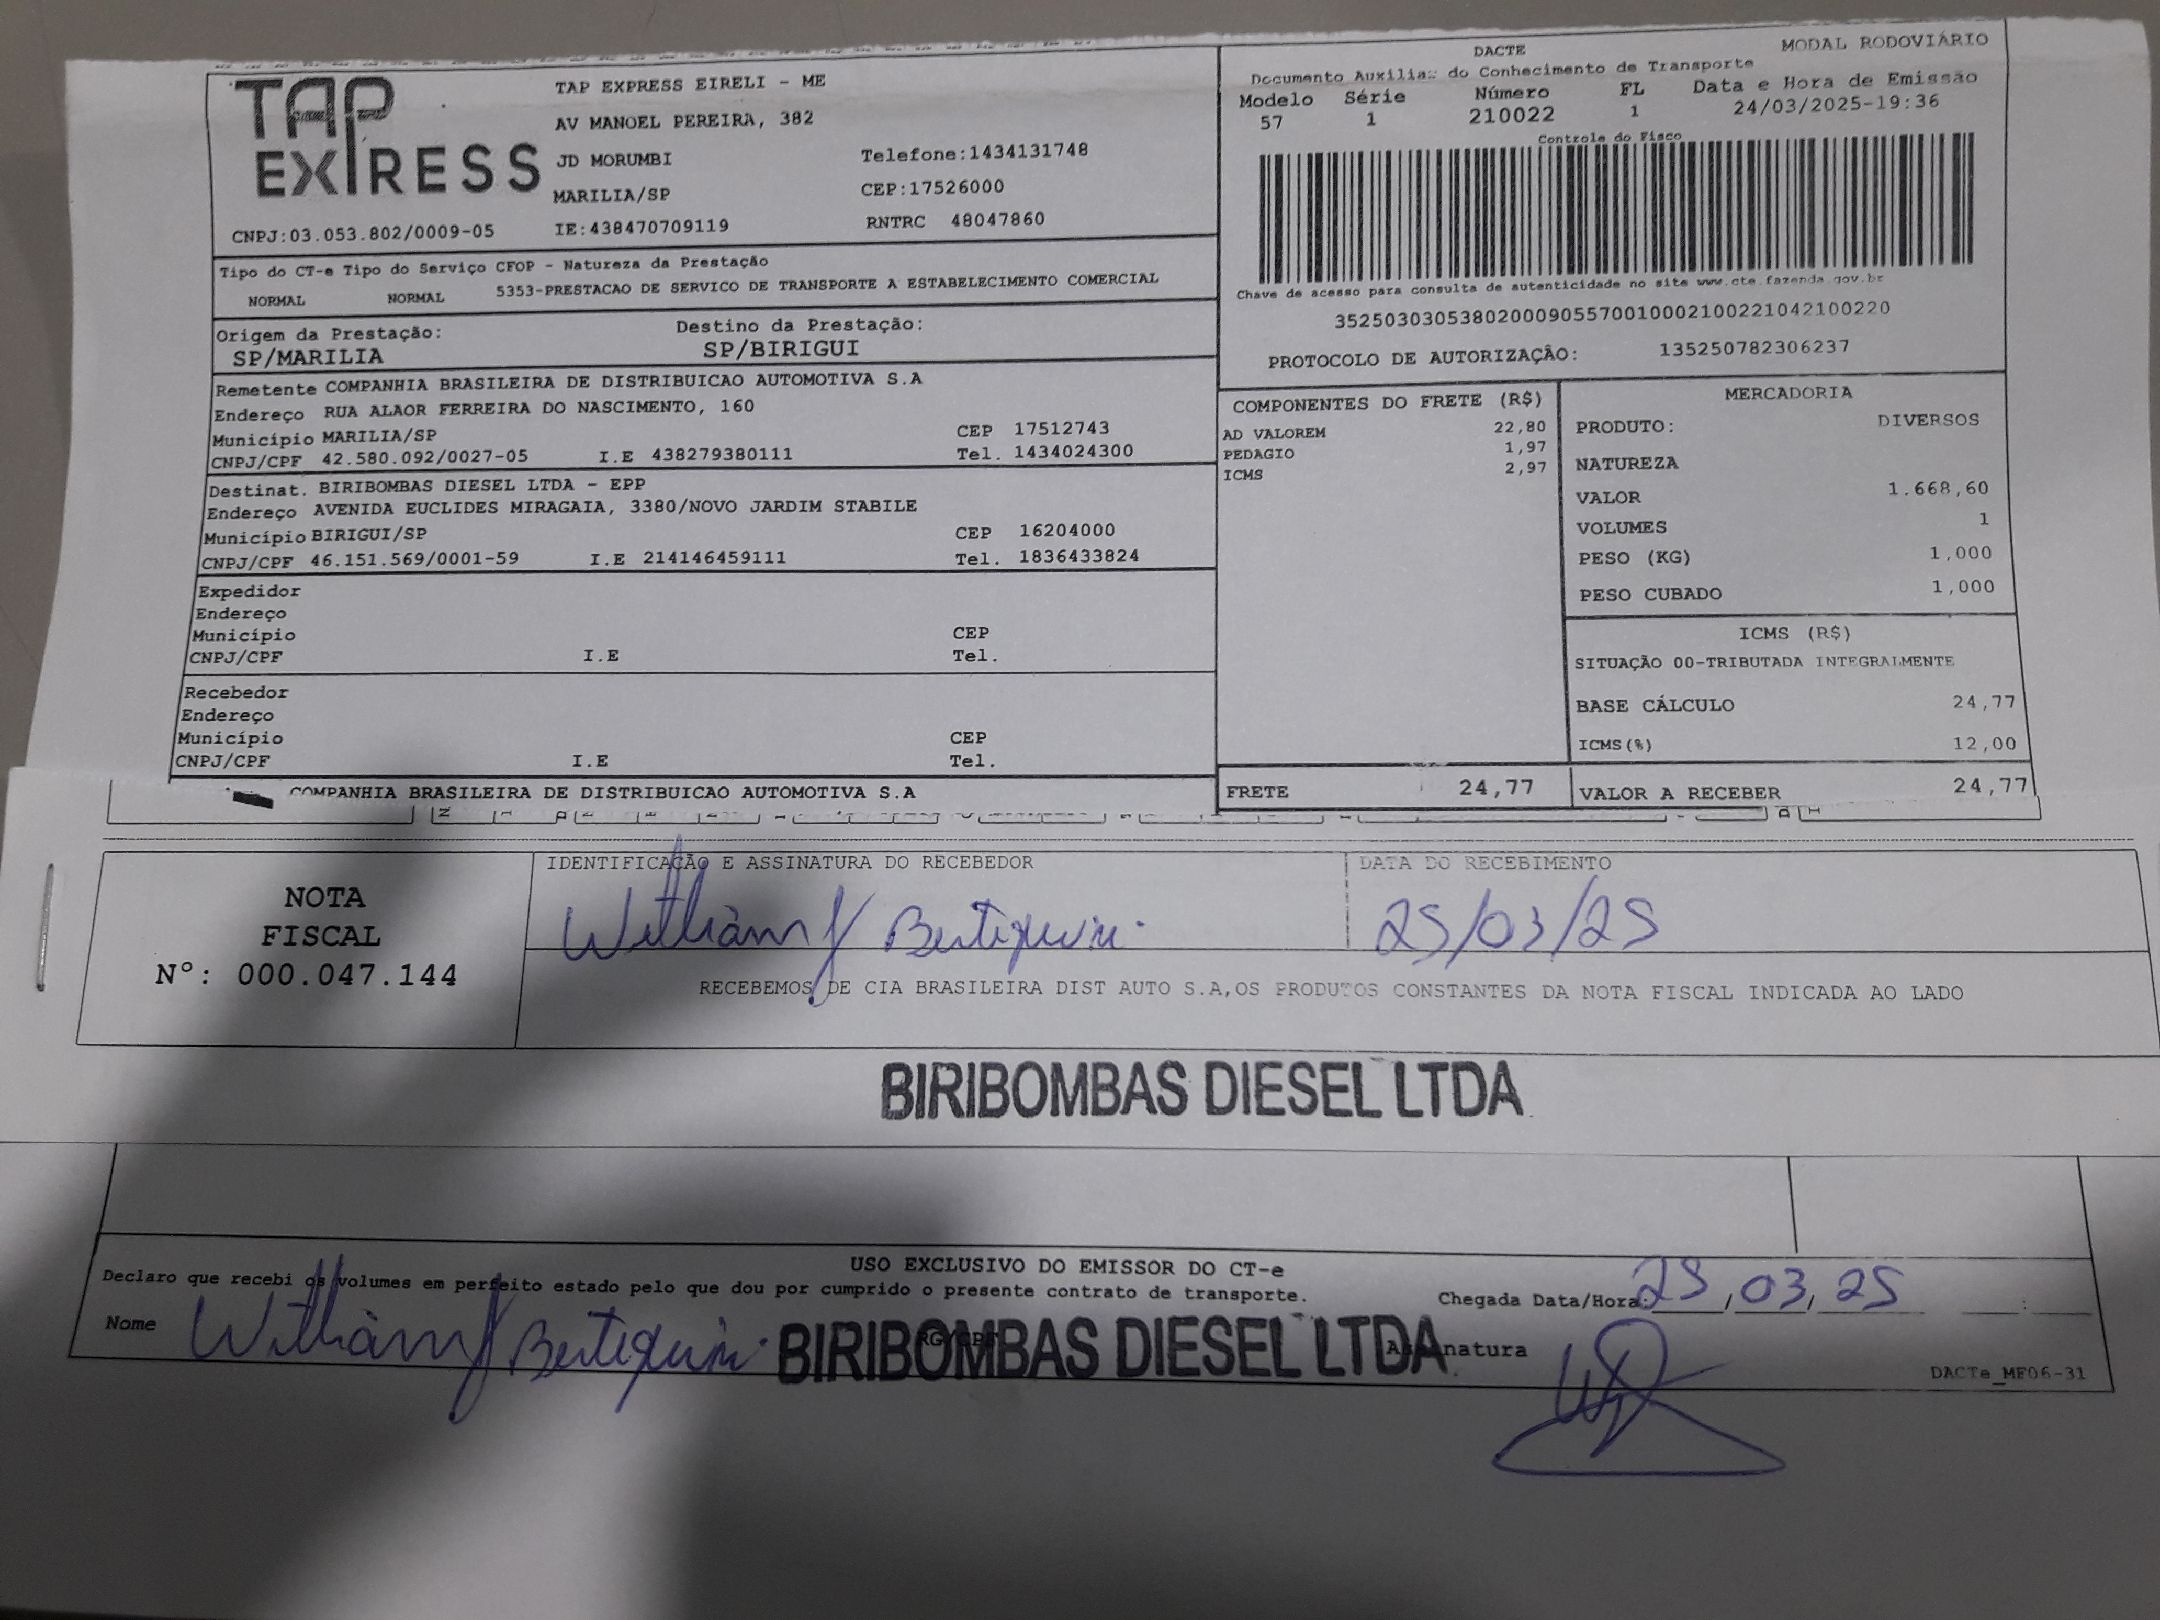 TAP
EXPRESS
TAP EXPRESS EIRELI - ME
AV MANOEL PEREIRA, 382
JD MORUMBI
Telefone:1434131748
MARILIA/SP
CEP:17526000
CNPJ:03.053.802/0009-05
IE:438470709119
RNTRC 48047860
DACTE
MODAL RODOVIÁRIO
Documento Auxiliar do Conhecimento de Transporte
Modelo Série Número FL Data e Hora de Emissão
57 1 210022 1 24/03/2025-19:36
Controle do Fisco
Chave de acesso para consulta de autenticidade no site www.cte.fazenda.gov.br
35250303053802000905570010002100221042100220
PROTOCOLO DE AUTORIZAÇÃO: 135250782306237
Tipo do CT-e Tipo do Serviço CFOP - Natureza da Prestação
NORMAL NORMAL 5353-PRESTACAO DE SERVICO DE TRANSPORTE A ESTABELECIMENTO COMERCIAL
Origem da Prestação: Destino da Prestação:
SP/MARILIA SP/BIRIGUI
Remetente COMPANHIA BRASILEIRA DE DISTRIBUICAO AUTOMOTIVA S.A
Endereço RUA ALAOR FERREIRA DO NASCIMENTO, 160
Município MARILIA/SP CEP 17512743
CNPJ/CPF 42.580.092/0027-05 I.E 438279380111 Tel. 1434024300
Destinat. BIRIBOMBAS DIESEL LTDA - EPP
Endereço AVENIDA EUCLIDES MIRAGAIA, 3380/NOVO JARDIM STABILE
Município BIRIGUI/SP CEP 16204000
CNPJ/CPF 46.151.569/0001-59 I.E 214146459111 Tel. 1836433824
Expedidor
Endereço
Município CEP
CNPJ/CPF I.E Tel.
Recebedor
Endereço
Município CEP
CNPJ/CPF I.E Tel.
COMPANHIA BRASILEIRA DE DISTRIBUICAO AUTOMOTIVA S.A
COMPONENTES DO FRETE (R$)
AD VALOREM 22,80
PEDAGIO 1,97
ICMS 2,97
FRETE 24,77
MERCADORIA
PRODUTO: DIVERSOS
NATUREZA
VALOR 1.668,60
VOLUMES 1
PESO (KG) 1,000
PESO CUBADO 1,000
ICMS (R$)
SITUAÇÃO 00-TRIBUTADA INTEGRALMENTE
BASE CÁLCULO 24,77
ICMS(%) 12,00
VALOR A RECEBER 24,77
NOTA
FISCAL
N°: 000.047.144
IDENTIFICAÇÃO E ASSINATURA DO RECEBEDOR
DATA DO RECEBIMENTO
25/03/25
RECEBEMOS DE CIA BRASILEIRA DIST AUTO S.A,OS PRODUTOS CONSTANTES DA NOTA FISCAL INDICADA AO LADO
BIRIBOMBAS DIESEL LTDA
USO EXCLUSIVO DO EMISSOR DO CT-e
Declaro que recebi os volumes em perfeito estado pelo que dou por cumprido o presente contrato de transporte.
Chegada Data/Hora: 25,03,25 :
Nome
RG/CPF
BIRIBOMBAS DIESEL LTDA
Assinatura
DACTe_MF06-31